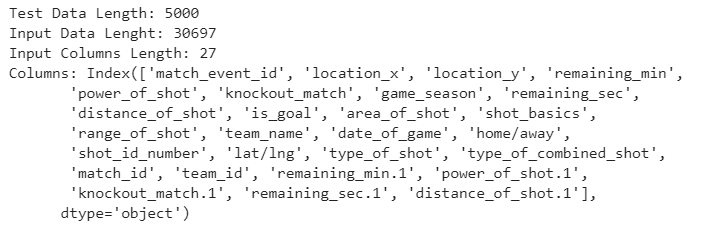 Test Data Length: 5000
Input Data Lenght: 30697
Input Columns Length: 27
Columns: Index(['match_event_id', 'location_x', 'location_y', 'remaining_min',
'power_of_shot', 'knockout_match', 'game_season', 'remaining_sec',
'distance_of_shot', 'is_goal', 'area_of_shot', 'shot_basics',
'range_of_shot', 'team_name', 'date_of_game', 'home/away',
'shot_id_number', 'lat/lng', 'type_of_shot', 'type_of_combined_shot',
'match_id', 'team_id', 'remaining_min.1', 'power_of_shot.1',
'knockout_match.1', 'remaining_sec.1', 'distance_of_shot.1'],
dtype='object')